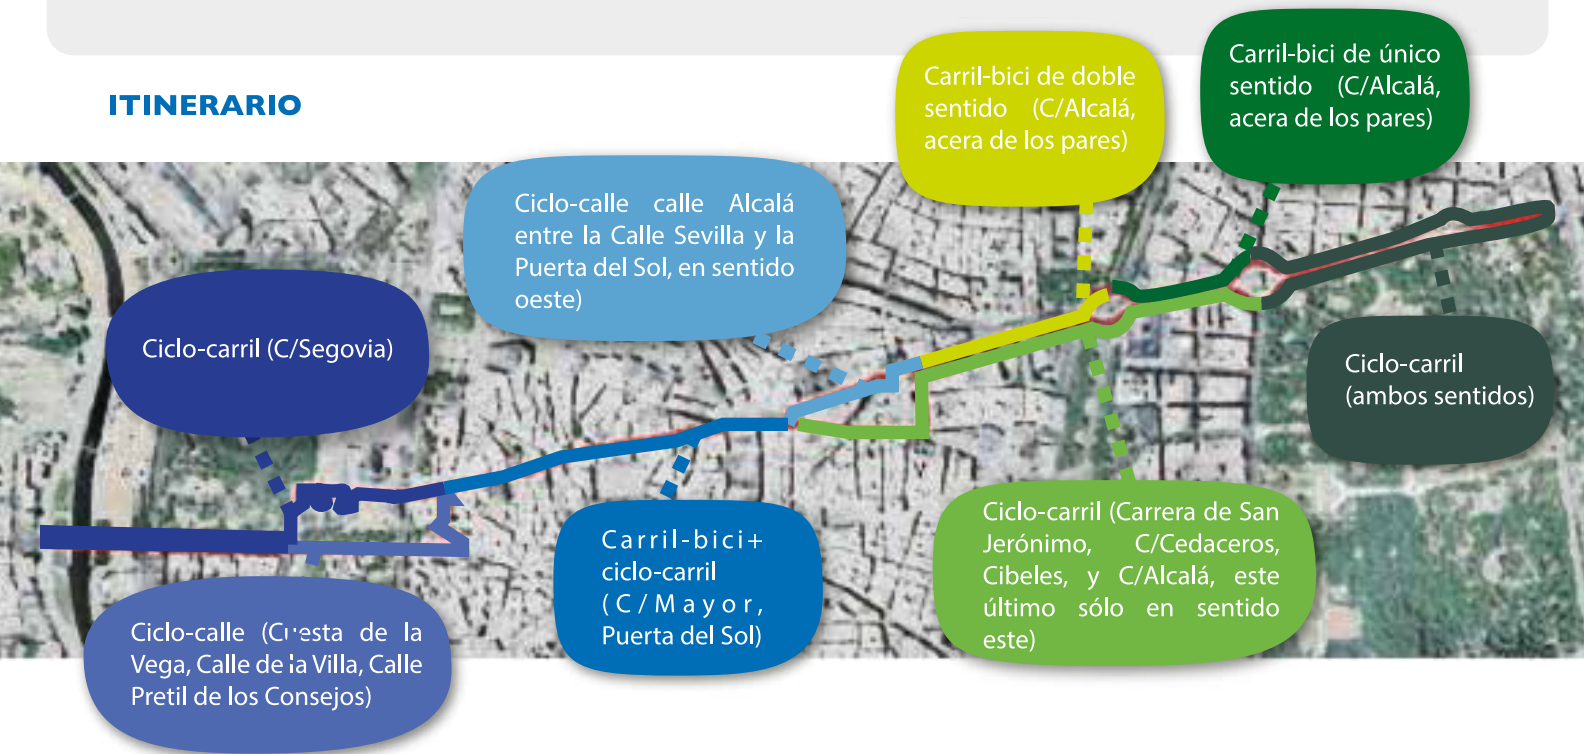 ITINERARIO
Carril-bici de doble
sentido (C/Alcalá,
acera de los pares)
Carril-bici de único
sentido (C/Alcalá,
acera de los pares)
Ciclo-calle calle Alcalá
entre la Calle Sevilla y la
Puerta del Sol, en sentido
oeste)
Ciclo-carril (C/Segovia)
Ciclo-carril
(ambos sentidos)
Ciclo-calle (Cuesta de la
Vega, Calle de la Villa, Calle
Pretil de los Consejos)
Carril-bici+
ciclo-carril
(C/Mayor,
Puerta del Sol)
Ciclo-carril (Carrera de San
Jerónimo, C/Cedaceros,
Cibeles, y C/Alcalá, este
último sólo en sentido
este)